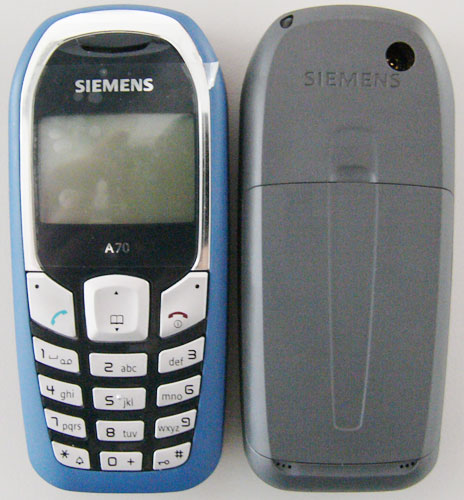 SIEMENS
A70
1
2 abc
def 3
4 ghi
5 jkl
mno 6
7 pqrs
8 tuv
wxyz 9
*
0 +
#
SIEMENS